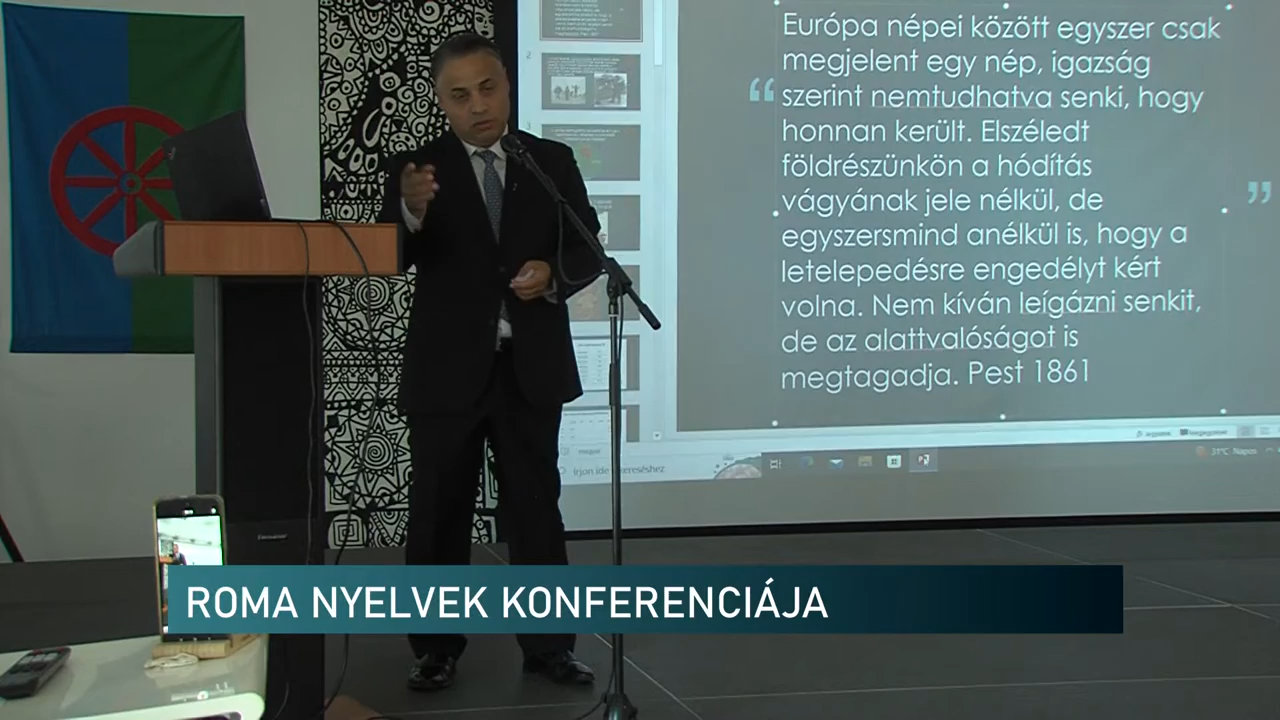 Európa népei között egyszer csak
megjelent egy nép, igazság
“ szerint nemtudhatva senki, hogy
honnan került. Elszéledt
földrészünkön a hódítás
vágyának jele nélkül, de ”
egyszersmind anélkül is, hogy a
letelepedésre engedélyt kért
volna. Nem kíván leígázni senkit,
de az alattvalóságot is
megtagadja. Pest 1861
31°C Napos
ROMA NYELVEK KONFERENCIÁJA